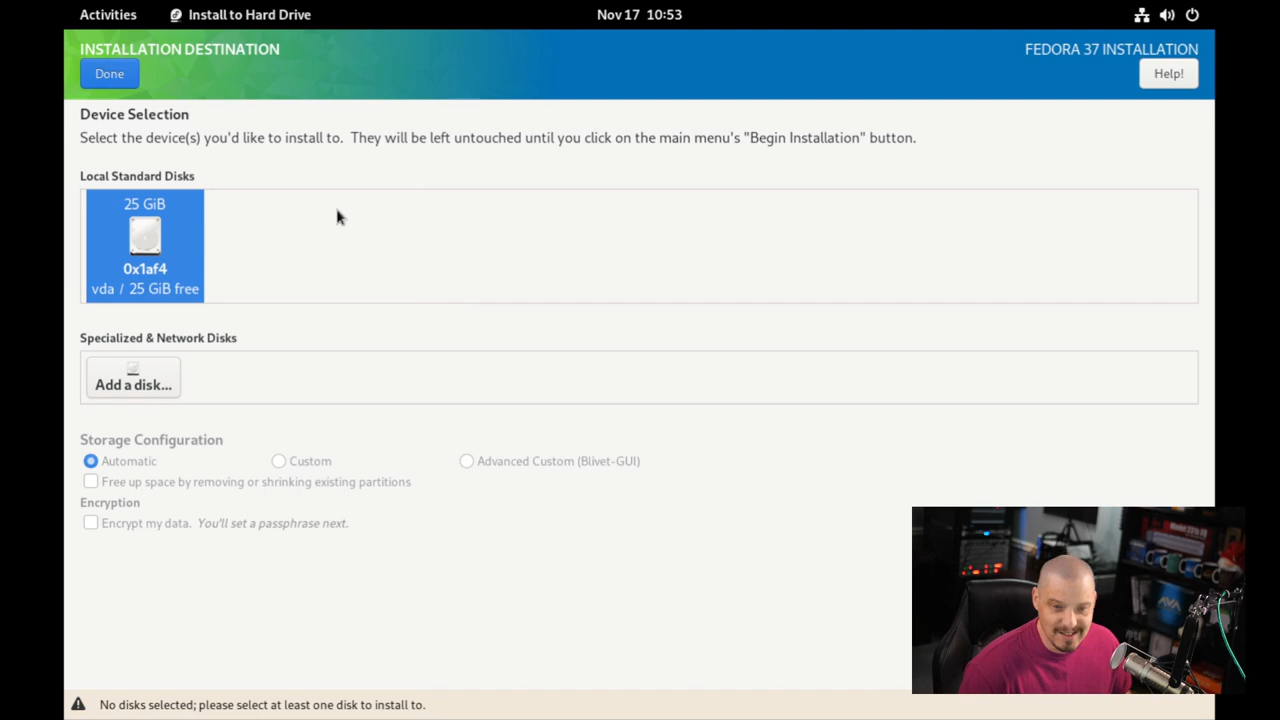 Activities Install to Hard Drive Nov 17 10:53
INSTALLATION DESTINATION
FEDORA 37 INSTALLATION
Done
Help!
Device Selection
Select the device(s) you'd like to install to. They will be left untouched until you click on the main menu's "Begin Installation" button.
Local Standard Disks
25 GiB
0x1af4
vda / 25 GiB free
Specialized & Network Disks
Add a disk...
Storage Configuration
Automatic Custom Advanced Custom (Blivet-GUI)
Free up space by removing or shrinking existing partitions
Encryption
Encrypt my data. You'll set a passphrase next.
AVA
No disks selected; please select at least one disk to install to.